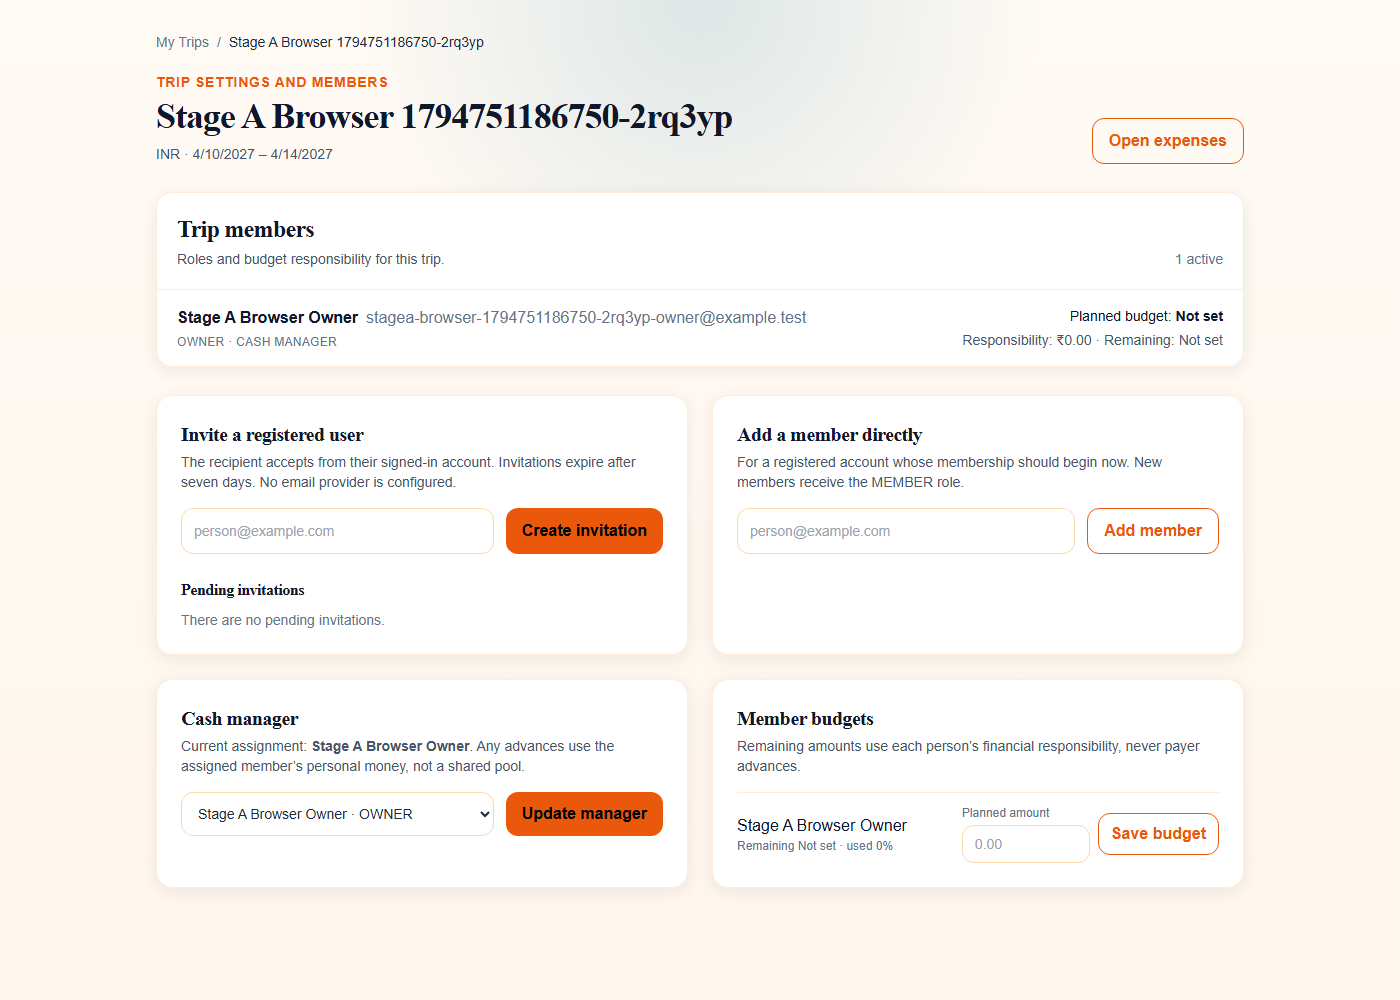 My Trips / Stage A Browser 1794751186750-2rq3yp
TRIP SETTINGS AND MEMBERS
Stage A Browser 1794751186750-2rq3yp
INR · 4/10/2027 – 4/14/2027
Open expenses
Trip members
Roles and budget responsibility for this trip.
1 active
Stage A Browser Owner stagea-browser-1794751186750-2rq3yp-owner@example.test
OWNER · CASH MANAGER
Planned budget: Not set
Responsibility: ₹0.00 · Remaining: Not set
Invite a registered user
The recipient accepts from their signed-in account. Invitations expire after
seven days. No email provider is configured.
person@example.com
Create invitation
Pending invitations
There are no pending invitations.
Add a member directly
For a registered account whose membership should begin now. New
members receive the MEMBER role.
person@example.com
Add member
Cash manager
Current assignment: Stage A Browser Owner. Any advances use the
assigned member’s personal money, not a shared pool.
Stage A Browser Owner · OWNER
Update manager
Member budgets
Remaining amounts use each person’s financial responsibility, never payer
advances.
Stage A Browser Owner
Remaining Not set · used 0%
Planned amount
0.00
Save budget